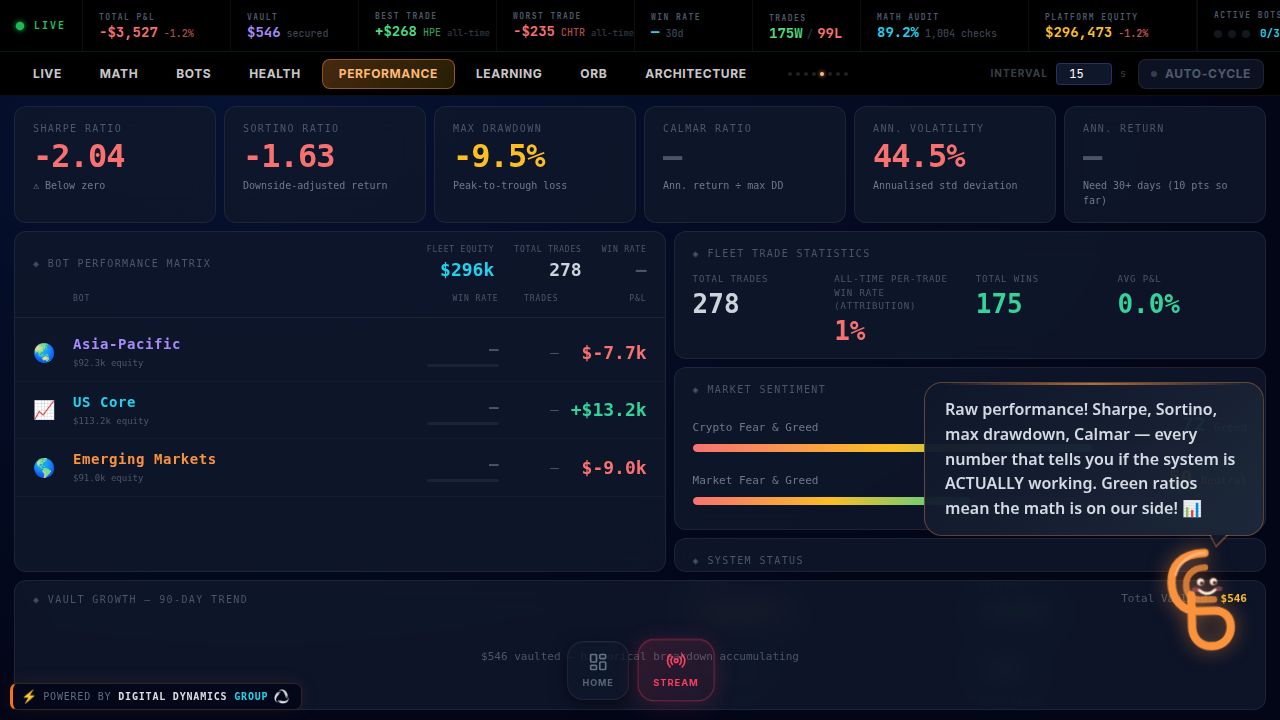 LIVE
TOTAL P&L
-$3,527 -1.2%
VAULT
$546 secured
BEST TRADE
+$268 HPE all-time
WORST TRADE
-$235 CHTR all-time
WIN RATE
— 30d
TRADES
175W / 99L
MATH AUDIT
89.2% 1,004 checks
PLATFORM EQUITY
$296,473 -1.2%
ACTIVE BOTS
0/3
LIVE
MATH
BOTS
HEALTH
PERFORMANCE
LEARNING
ORB
ARCHITECTURE
INTERVAL 15 s
AUTO-CYCLE
SHARPE RATIO
-2.04
⚠ Below zero
SORTINO RATIO
-1.63
Downside-adjusted return
MAX DRAWDOWN
-9.5%
Peak-to-trough loss
CALMAR RATIO
—
Ann. return ÷ max DD
ANN. VOLATILITY
44.5%
Annualised std deviation
ANN. RETURN
—
Need 30+ days (10 pts so
far)
◈ BOT PERFORMANCE MATRIX
FLEET EQUITY
$296k
TOTAL TRADES
278
WIN RATE
—
BOT WIN RATE TRADES P&L
Asia-Pacific — — $-7.7k
$92.3k equity
US Core — — +$13.2k
$113.2k equity
Emerging Markets — — $-9.0k
$91.0k equity
◈ FLEET TRADE STATISTICS
TOTAL TRADES
278
ALL-TIME PER-TRADE
WIN RATE
(ATTRIBUTION)
1%
TOTAL WINS
175
AVG P&L
0.0%
◈ MARKET SENTIMENT
Crypto Fear & Greed
Market Fear & Greed
Raw performance! Sharpe, Sortino,
max drawdown, Calmar — every
number that tells you if the system is
ACTUALLY working. Green ratios
mean the math is on our side! 📊
◈ SYSTEM STATUS
◈ VAULT GROWTH — 90-DAY TREND
Total $546
$546 vaulted — breakdown accumulating
HOME
STREAM
⚡ POWERED BY DIGITAL DYNAMICS GROUP